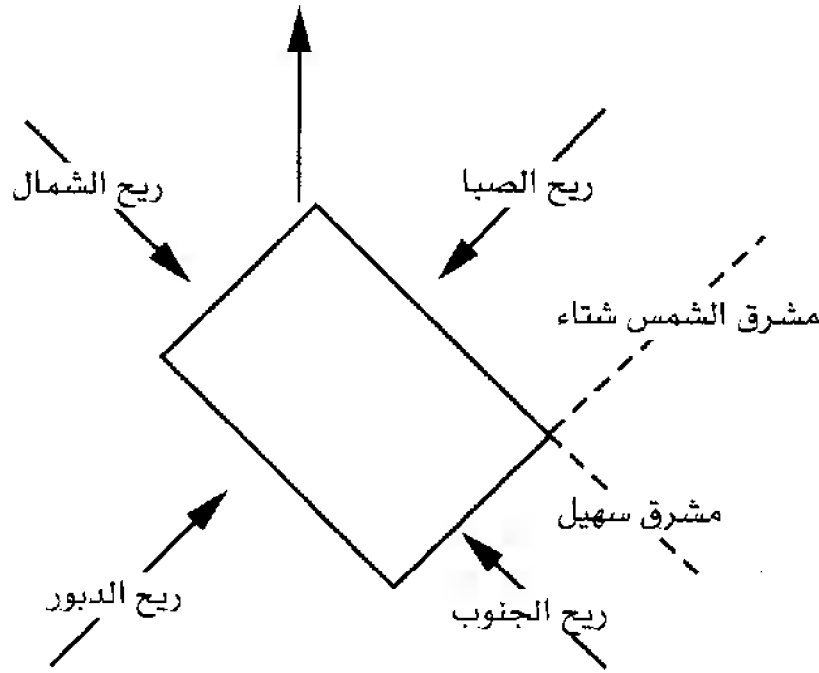 ريح الصبا
ريح الشمال
مشرق الشمس شتاء
مشرق سهيل
ريح الدبور
ريح الجنوب